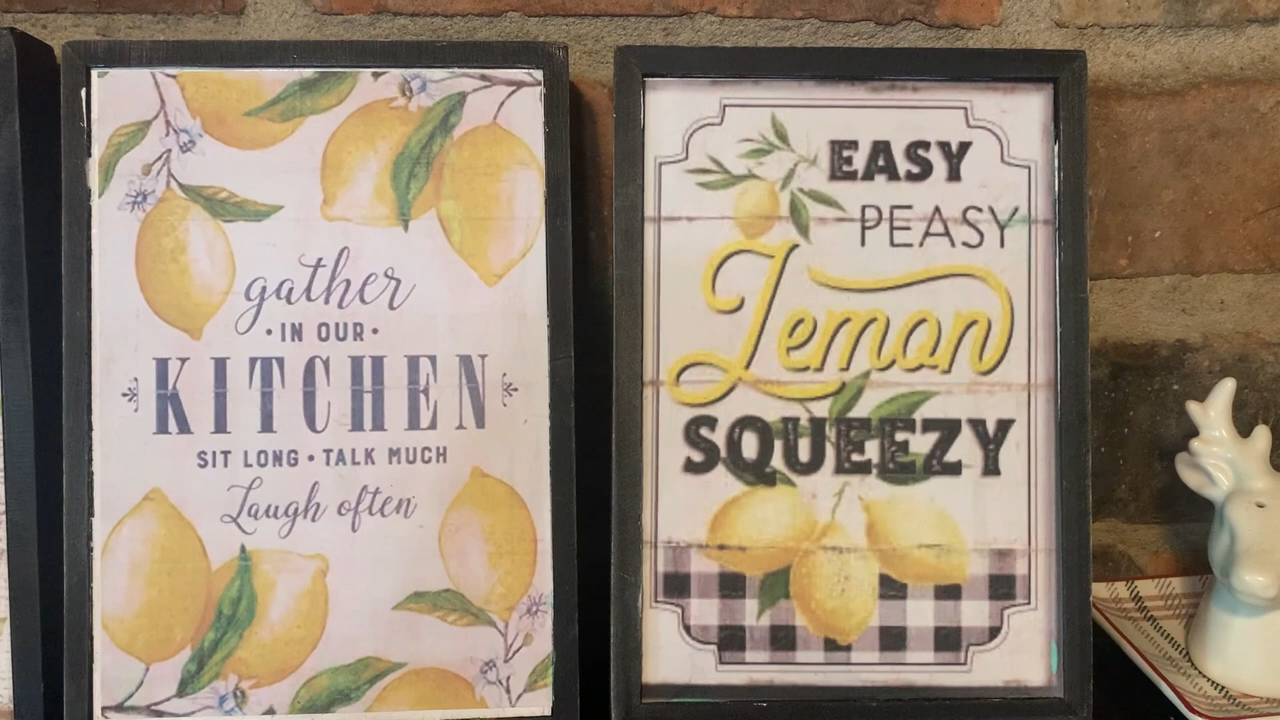 gather
• IN OUR •
KITCHEN
SIT LONG • TALK MUCH
Laugh often
EASY
PEASY
Lemon
SQUEEZY